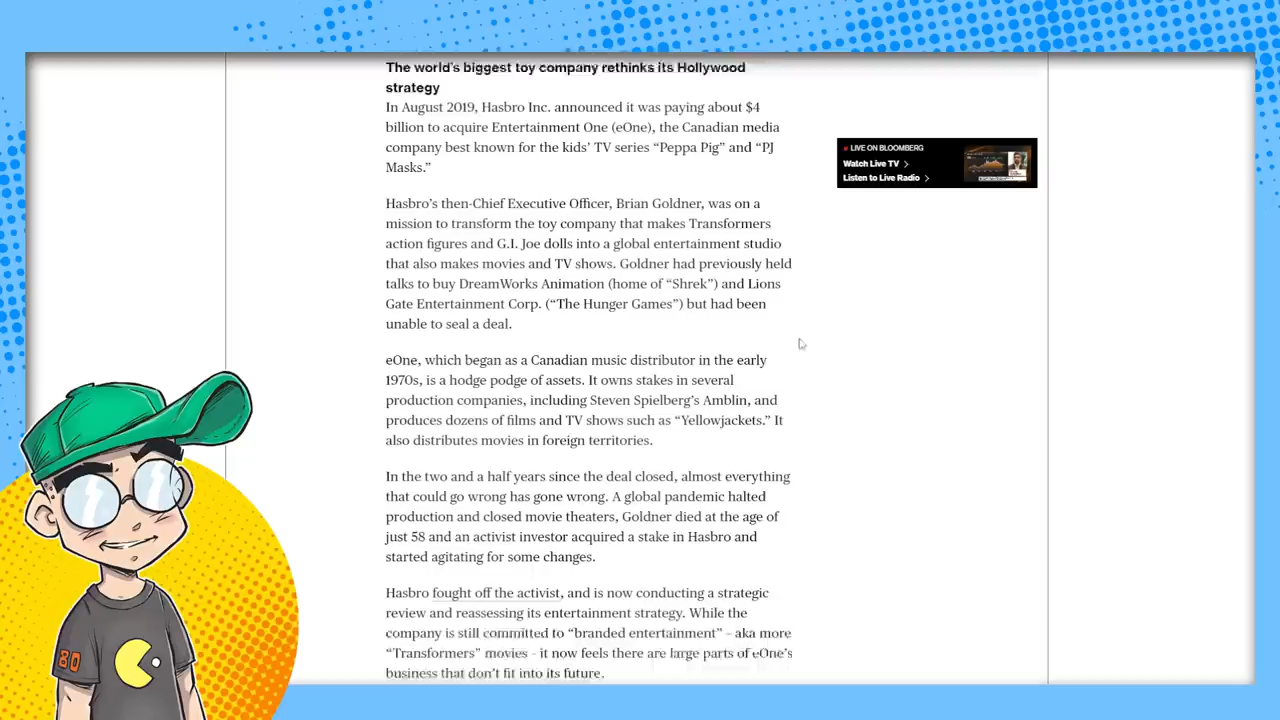 The world's biggest toy company rethinks its Hollywood
strategy
In August 2019, Hasbro Inc. announced it was paying about $4
billion to acquire Entertainment One (eOne), the Canadian media
company best known for the kids' TV series “Peppa Pig” and “PJ
Masks.”
Hasbro's then-Chief Executive Officer, Brian Goldner, was on a
mission to transform the toy company that makes Transformers
action figures and G.I. Joe dolls into a global entertainment studio
that also makes movies and TV shows. Goldner had previously held
talks to buy DreamWorks Animation (home of “Shrek”) and Lions
Gate Entertainment Corp. (“The Hunger Games”) but had been
unable to seal a deal.
eOne, which began as a Canadian music distributor in the early
1970s, is a hodge podge of assets. It owns stakes in several
production companies, including Steven Spielberg's Amblin, and
produces dozens of films and TV shows such as “Yellowjackets.” It
also distributes movies in foreign territories.
In the two and a half years since the deal closed, almost everything
that could go wrong has gone wrong. A global pandemic halted
production and closed movie theaters, Goldner died at the age of
just 58 and an activist investor acquired a stake in Hasbro and
started agitating for some changes.
Hasbro fought off the activist, and is now conducting a strategic
review and reassessing its entertainment strategy. While the
company is still committed to “branded entertainment” – aka more
“Transformers” movies – it now feels there are large parts of eOne's
business that don't fit into its future.
LIVE ON BLOOMBERG
Watch Live TV >
Listen to Live Radio >
80